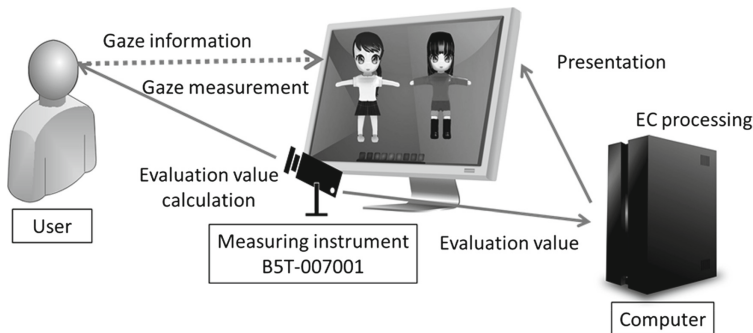 Gaze information
Gaze measurement
Presentation
EC processing
Evaluation value
calculation
User
Measuring instrument
B5T-007001
Evaluation value
Computer